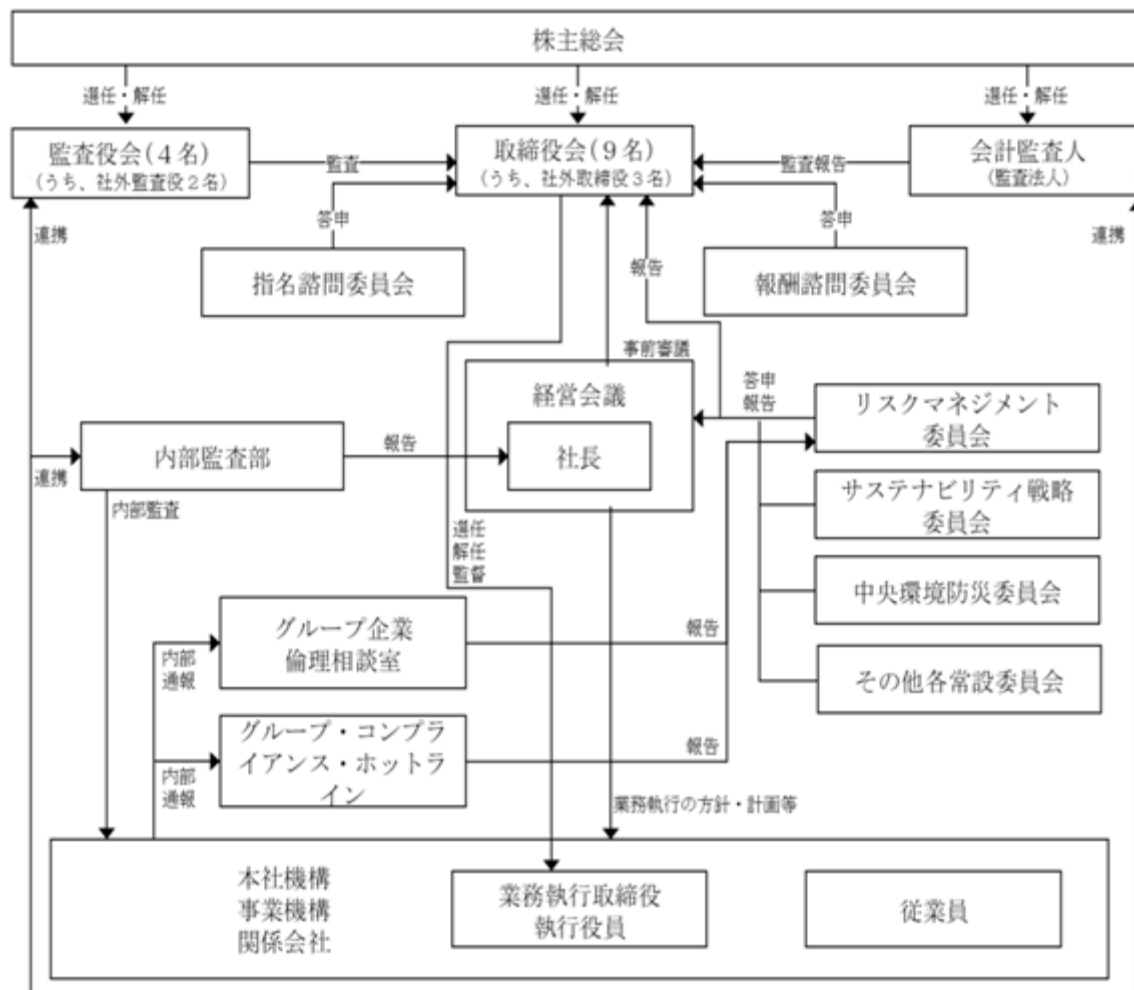 株主総会
選任・解任
選任・解任
選任・解任
監査役会(4名)
(うち、社外監査役2名)
監査
取締役会(9名)
(うち、社外取締役3名)
監査報告
会計監査人
(監査法人)
連携
答申
答申
連携
指名諮問委員会
報告
報酬諮問委員会
事前審議
経営会議
社長
答申
報告
リスクマネジメント
委員会
内部監査部
報告
連携
内部監査
サステナビリティ戦略
委員会
選任
解任
監督
中央環境防災委員会
グループ企業
倫理相談室
内部
通報
報告
その他各常設委員会
グループ・コンプラ
イアンス・ホットラ
イン
内部
通報
報告
業務執行の方針・計画等
本社機構
事業機構
関係会社
業務執行取締役
執行役員
従業員